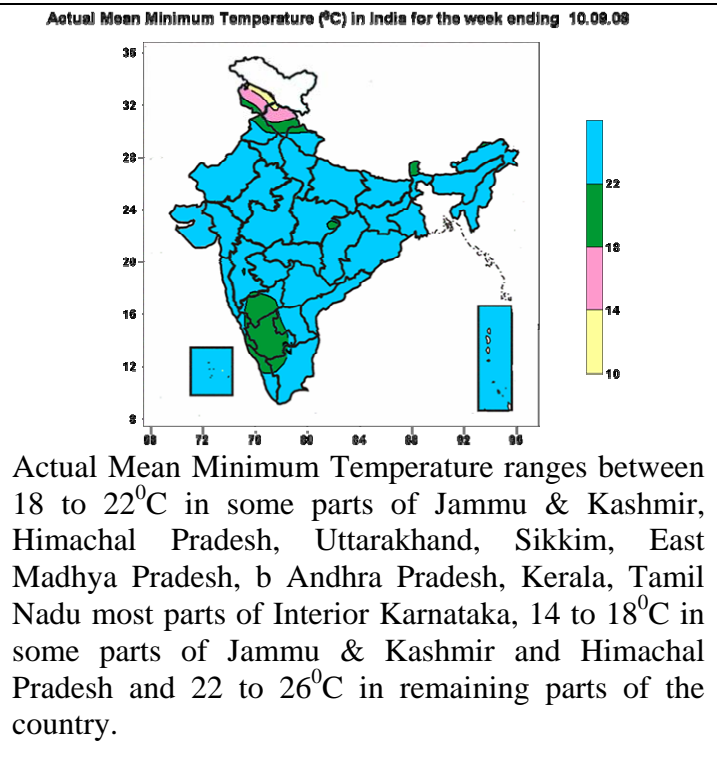 Actual Mean Minimum Temperature (⁰C) in India for the week ending 10.09.08
36
32
28
24
20
16
12
8
68 72 76 80 84 88 92 96
22
18
14
10
Actual Mean Minimum Temperature ranges between
18 to 22⁰C in some parts of Jammu & Kashmir,
Himachal Pradesh, Uttarakhand, Sikkim, East
Madhya Pradesh, b Andhra Pradesh, Kerala, Tamil
Nadu most parts of Interior Karnataka, 14 to 18⁰C in
some parts of Jammu & Kashmir and Himachal
Pradesh and 22 to 26⁰C in remaining parts of the
country.